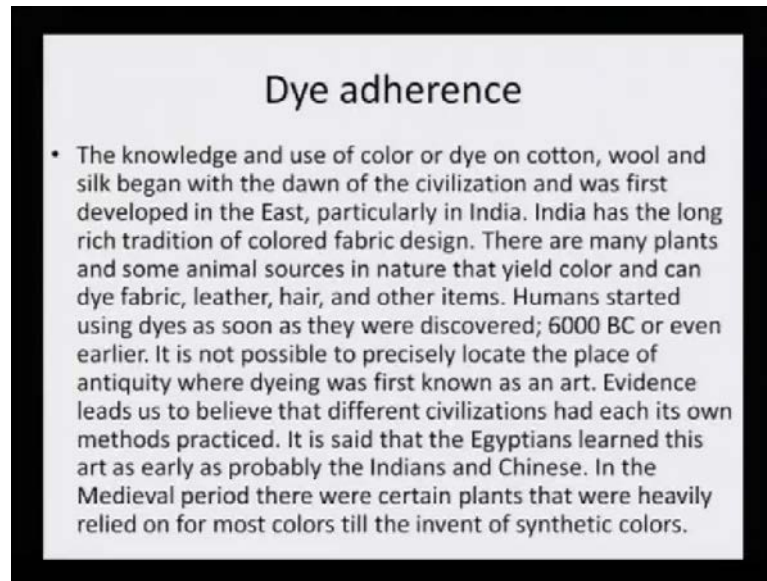 Dye adherence
• The knowledge and use of color or dye on cotton, wool and
silk began with the dawn of the civilization and was first
developed in the East, particularly in India. India has the long
rich tradition of colored fabric design. There are many plants
and some animal sources in nature that yield color and can
dye fabric, leather, hair, and other items. Humans started
using dyes as soon as they were discovered; 6000 BC or even
earlier. It is not possible to precisely locate the place of
antiquity where dyeing was first known as an art. Evidence
leads us to believe that different civilizations had each its own
methods practiced. It is said that the Egyptians learned this
art as early as probably the Indians and Chinese. In the
Medieval period there were certain plants that were heavily
relied on for most colors till the invent of synthetic colors.